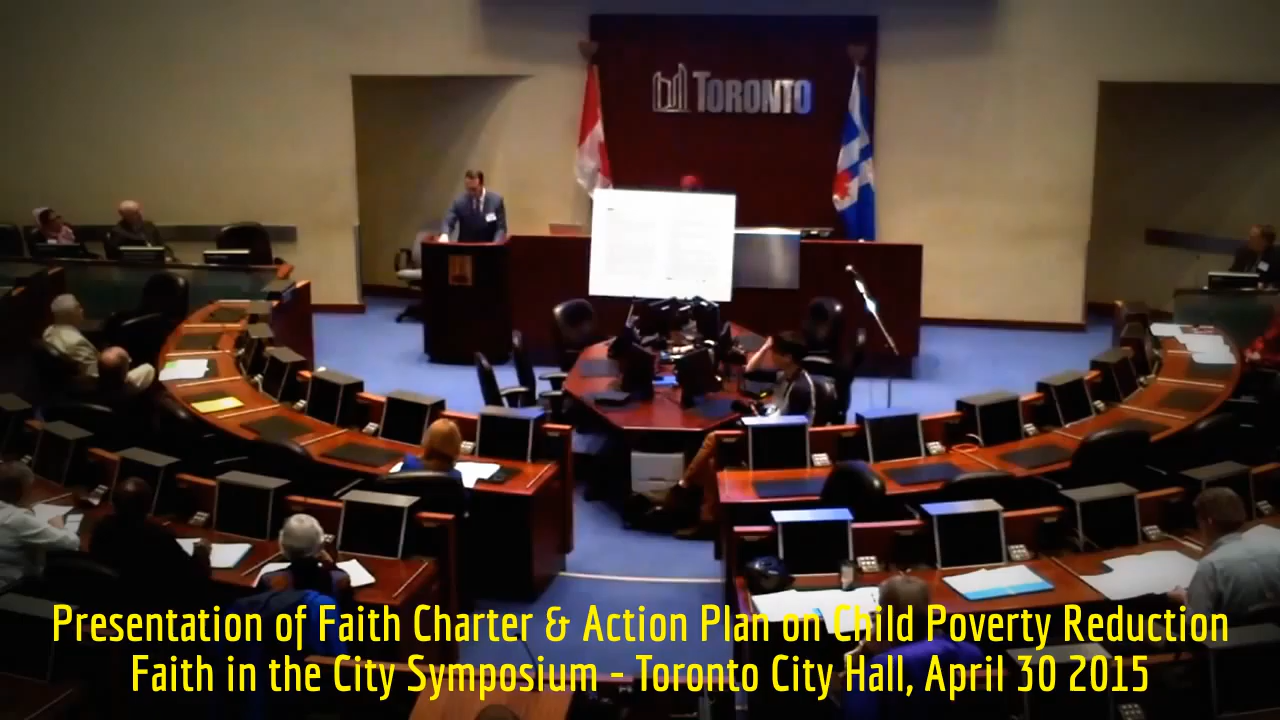 TORONTO
Presentation of Faith Charter & Action Plan on Child Poverty Reduction
Faith in the City Symposium - Toronto City Hall, April 30 2015